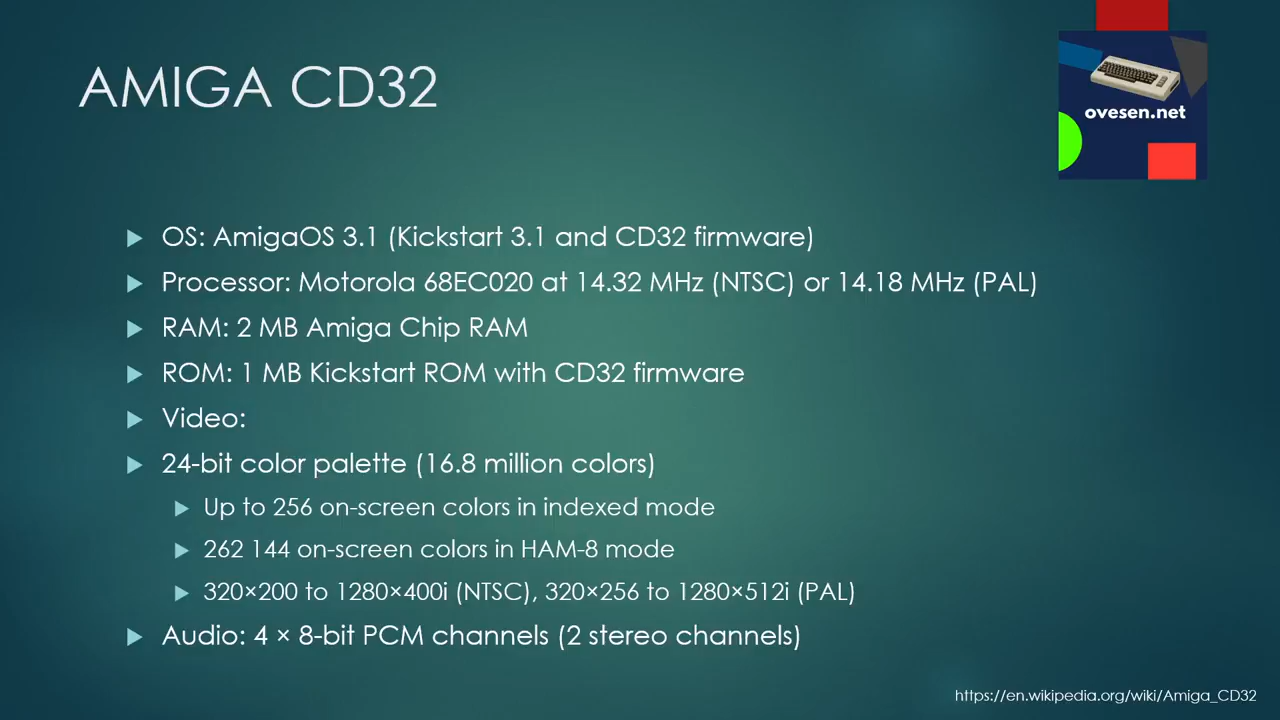 AMIGA CD32
ovesen.net
OS: AmigaOS 3.1 (Kickstart 3.1 and CD32 firmware)
Processor: Motorola 68EC020 at 14.32 MHz (NTSC) or 14.18 MHz (PAL)
RAM: 2 MB Amiga Chip RAM
ROM: 1 MB Kickstart ROM with CD32 firmware
Video:
24-bit color palette (16.8 million colors)
Up to 256 on-screen colors in indexed mode
262 144 on-screen colors in HAM-8 mode
320×200 to 1280×400i (NTSC), 320×256 to 1280×512i (PAL)
Audio: 4 × 8-bit PCM channels (2 stereo channels)
https://en.wikipedia.org/wiki/Amiga_CD32